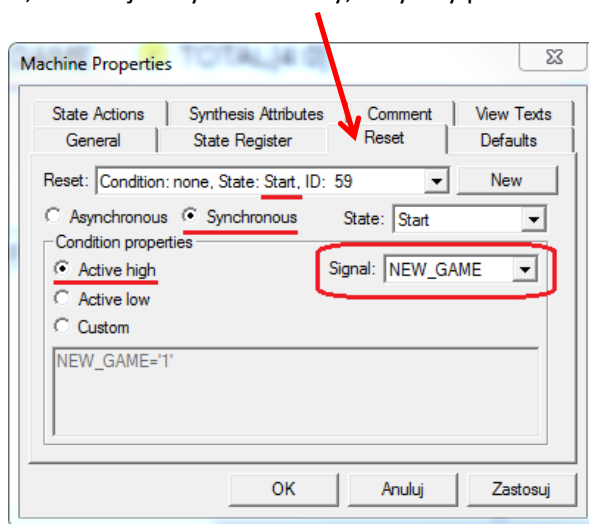 Machine Properties
State Actions Synthesis Attributes Comment View Texts
General State Register Reset Defaults
Reset: Condition: none, State: Start, ID: 59 New
Asynchronous Synchronous State: Start
Condition properties
Active high Signal: NEW_GAME
Active low
Custom
NEW_GAME='1'
OK Anuluj Zastosuj